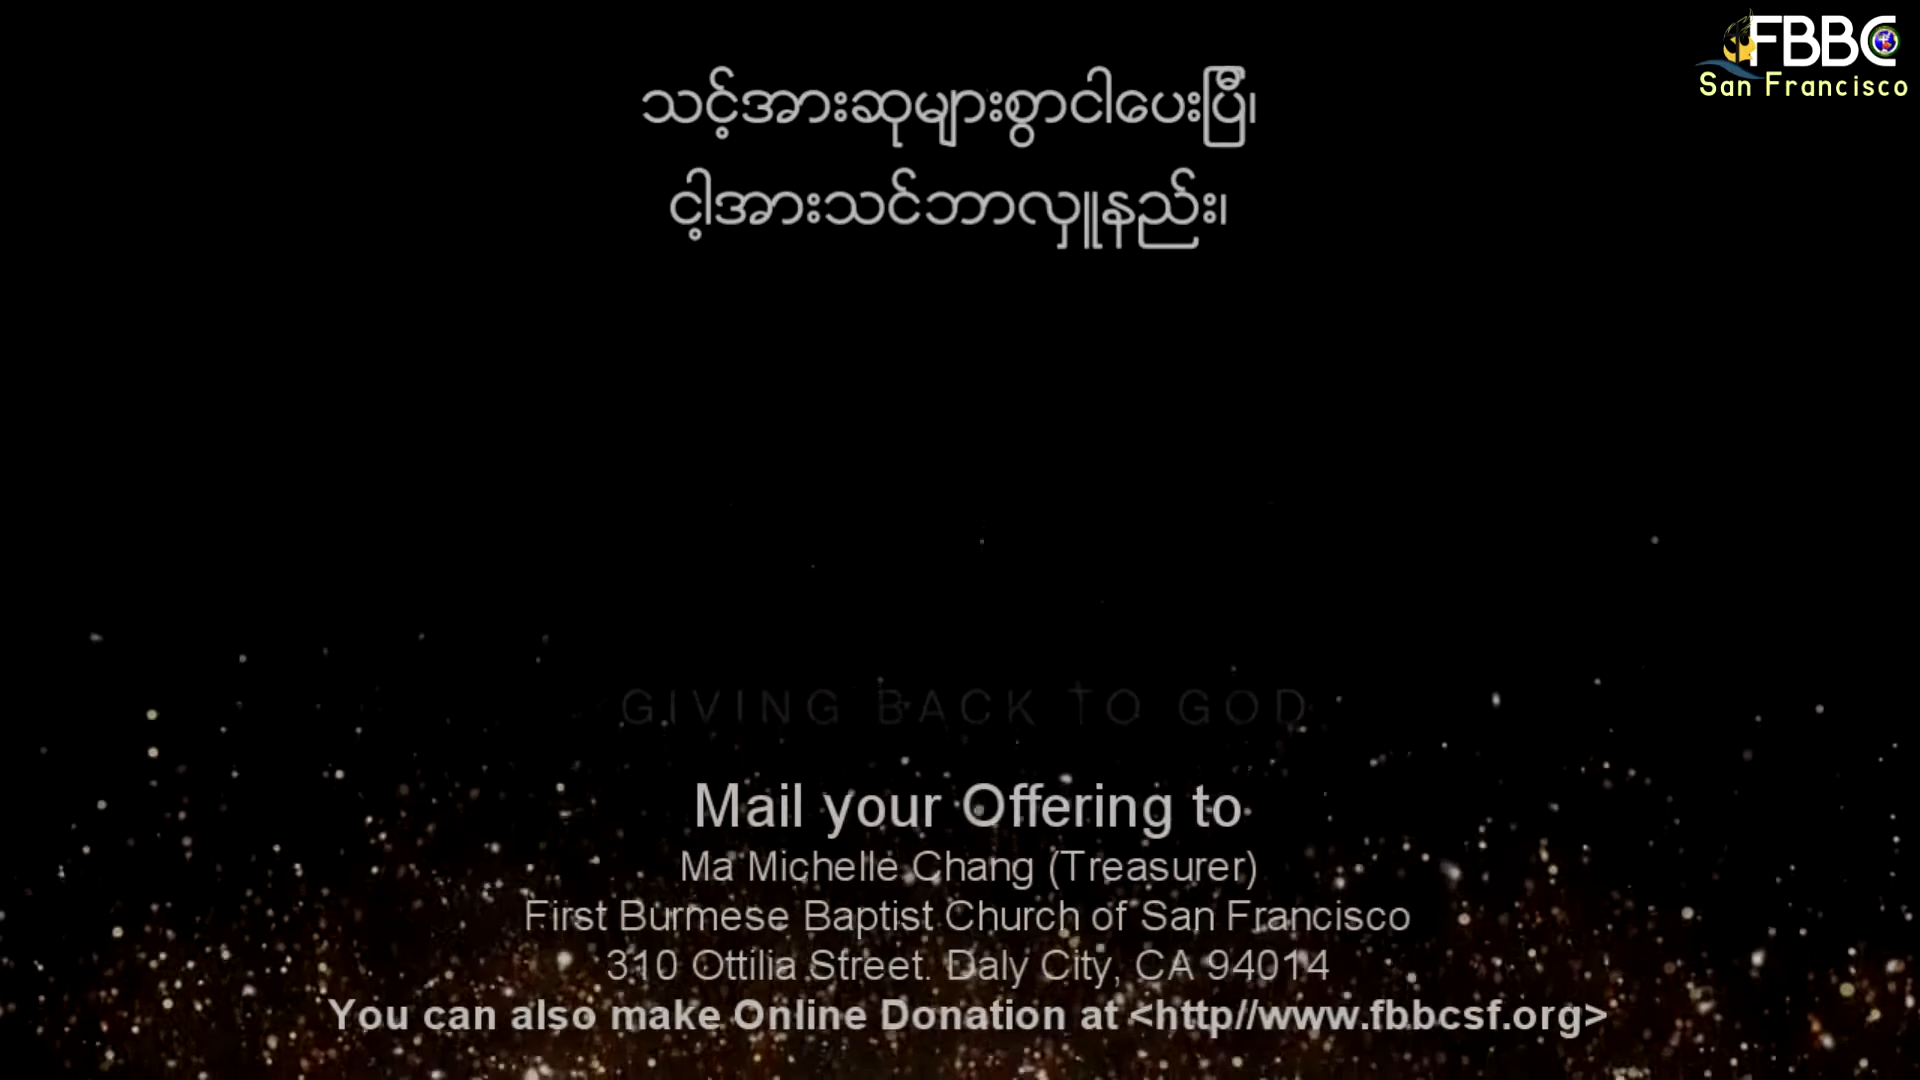 FBBC
San Francisco
သင့်အားဆုများစွာငါပေးပြီ၊
ငါ့အားသင်ဘာလှူနည်း၊
GIVING BACK TO GOD
Mail your Offering to
Ma Michelle Chang (Treasurer)
First Burmese Baptist Church of San Francisco
310 Ottilia Street. Daly City, CA 94014
You can also make Online Donation at <http//www.fbbcsf.org>